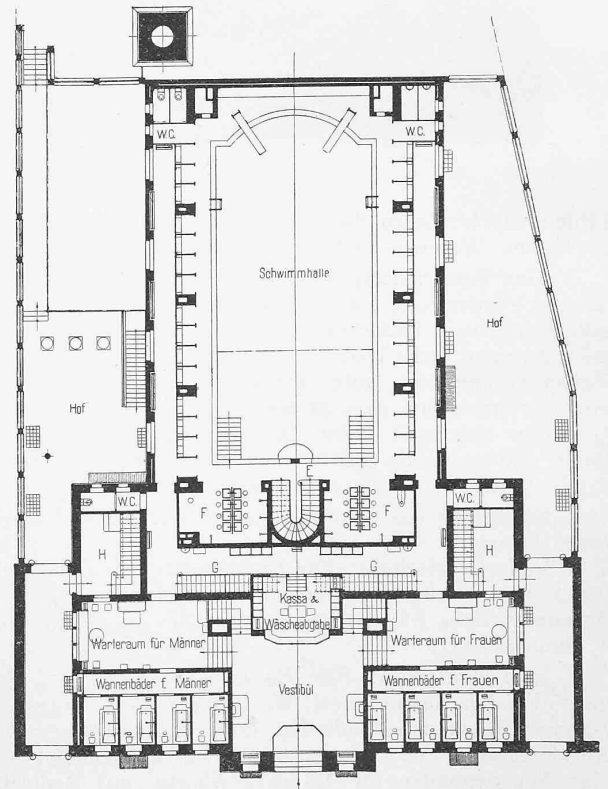 W.C.
W.C.
Schwimmhalle
Hof
Hof
E
W.C.
F
F
W.C.
H
H
G
G
Kassa &
Wäscheabgabe
Warteraum für Männer
Warteraum für Frauen
Wannenbäder f. Männer
Vestibül
Wannenbäder f. Frauen